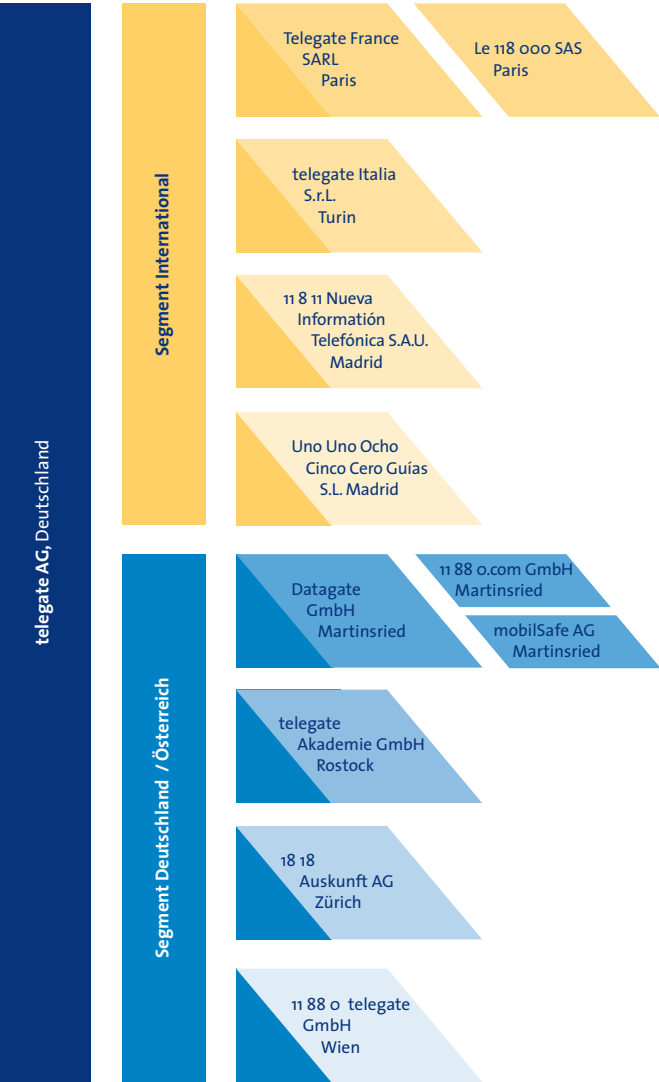 telegate AG, Deutschland
Segment International
Telegate France
SARL
Paris
Le 118 000 SAS
Paris
telegate Italia
S.r.L.
Turin
11 8 11 Nueva
Informatión
Telefónica S.A.U.
Madrid
Uno Uno Ocho
Cinco Cero Guías
S.L. Madrid
Segment Deutschland / Österreich
Datagate
GmbH
Martinsried
11 88 0.com GmbH
Martinsried
mobilSafe AG
Martinsried
telegate
Akademie GmbH
Rostock
18 18
Auskunft AG
Zürich
11 88 0 telegate
GmbH
Wien